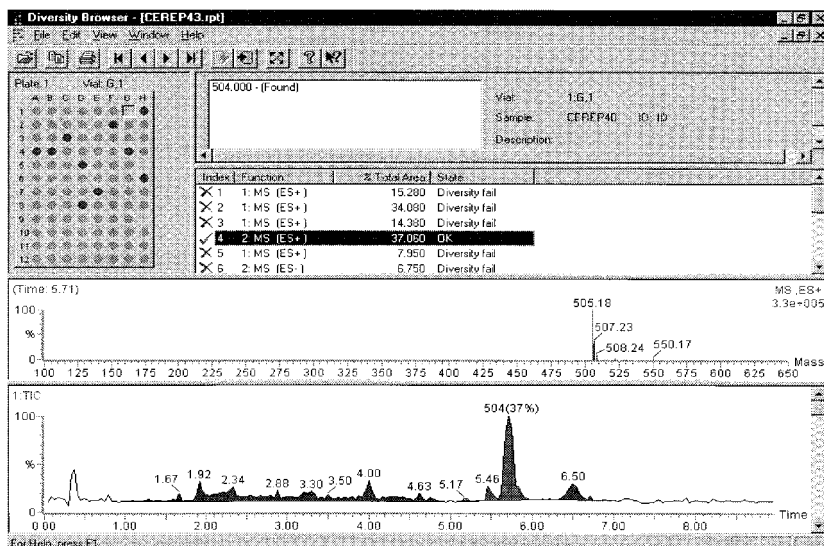 Diversity Browser - [CEREP43.rpt]
File Edit View Window Help
Plate: 1 Vial: G,1
A B C D E F G H
1
2
3
4
5
6
7
8
9
10
11
12
504.000 - (Found)
Vial: 1:G,1
Sample: CEREP40 ID: ID
Description:
Index Function % Total Area State
1 1: MS (ES+) 15.280 Diversity fail
2 1: MS (ES+) 34.080 Diversity fail
3 1: MS (ES+) 14.380 Diversity fail
4 2: MS (ES+) 37.060 OK
5 1: MS (ES+) 7.950 Diversity fail
6 2: MS (ES-) 6.750 Diversity fail
(Time: 5.71) MS ,ES+
3.3e+005
505.18
507.23
508.24
550.17
100
%
0
Mass
100 125 150 175 200 225 250 275 300 325 350 375 400 425 450 475 500 525 550 575 600 625 650
1:TIC
100
%
0
504(37%)
1.67 1.92 2.34 2.88 3.30 3.50 4.00 4.63 5.17 5.46 6.50
Time
0.00 1.00 2.00 3.00 4.00 5.00 6.00 7.00 8.00
For Help, press F1